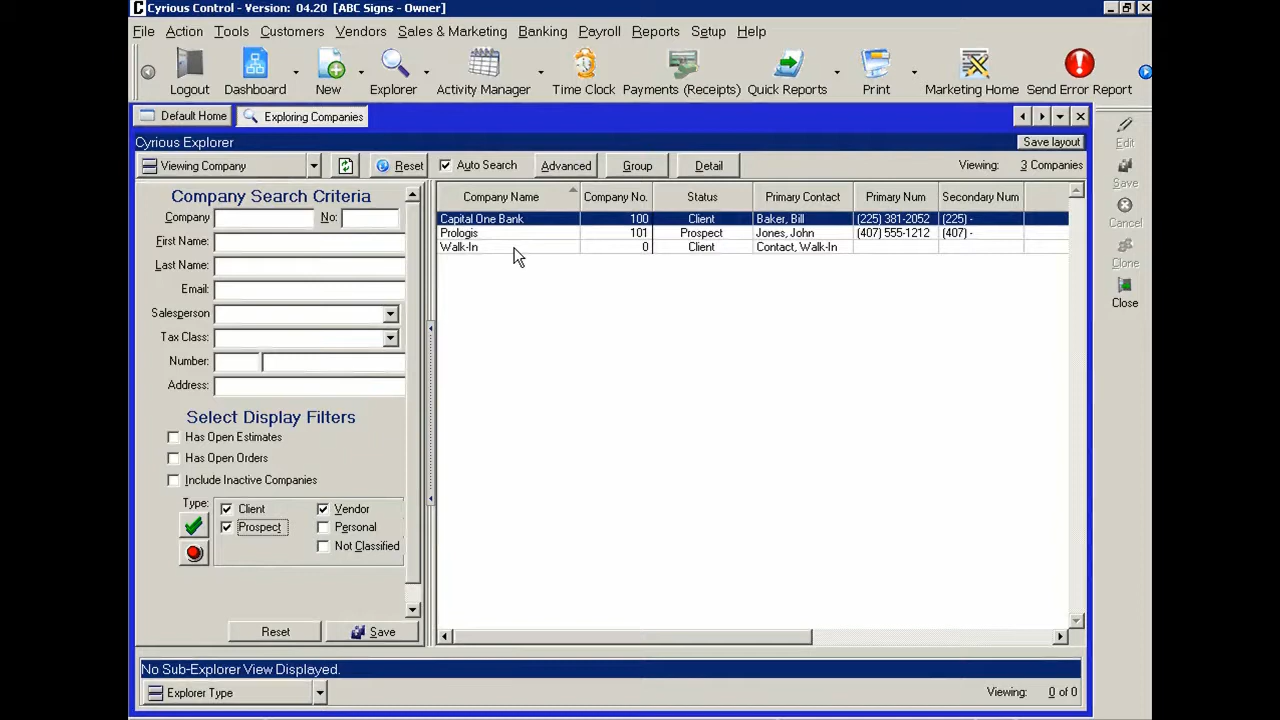 Cyrious Control - Version: 04.20 [ABC Signs - Owner]
File Action Tools Customers Vendors Sales & Marketing Banking Payroll Reports Setup Help
Logout Dashboard New Explorer Activity Manager Time Clock Payments (Receipts) Quick Reports Print Marketing Home Send Error Report
Default Home Exploring Companies
Cyrious Explorer Save layout
Viewing Company Reset Auto Search Advanced Group Detail Viewing: 3 Companies
Company Search Criteria
Company No:
First Name:
Last Name:
Email:
Salesperson
Tax Class:
Number:
Address:
Select Display Filters
Has Open Estimates
Has Open Orders
Include Inactive Companies
Type: Client Vendor
Prospect Personal
Not Classified
Reset Save
Company Name Company No. Status Primary Contact Primary Num Secondary Num
Capital One Bank 100 Client Baker, Bill (225) 381-2052 (225) -
Prologis 101 Prospect Jones, John (407) 555-1212 (407) -
Walk-In 0 Client Contact, Walk-In
Edit
Save
Cancel
Clone
Close
No Sub-Explorer View Displayed.
Explorer Type Viewing: 0 of 0